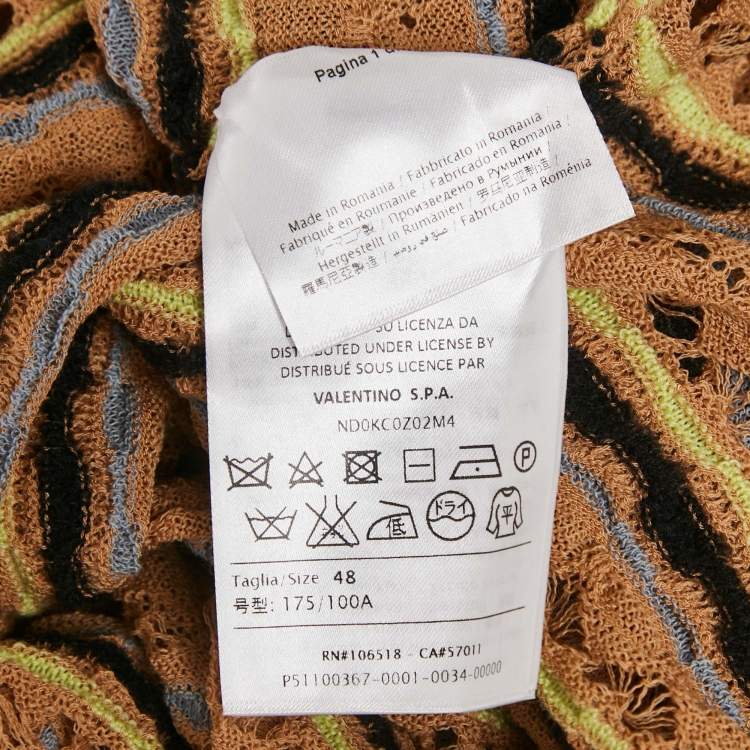 Pagina 1
Made in Romania / Fabbricato in Romania
Fabriqué en Roumanie / Fabricado en Romania
ルーマニア製 / Произведено в Румынии
Hergestellt in Rumänien / 罗马尼亚制造
羅馬尼亞製造 / Fabricado na Roménia
SU LICENZA DA
DISTRIBUTED UNDER LICENSE BY
DISTRIBUÉ SOUS LICENCE PAR
VALENTINO S.P.A.
ND0KC0Z02M4
P
低 ドライ 平
Taglia/Size 48
号型: 175/100A
RN#106518 - CA#57011
P51100367-0001-0034-00000